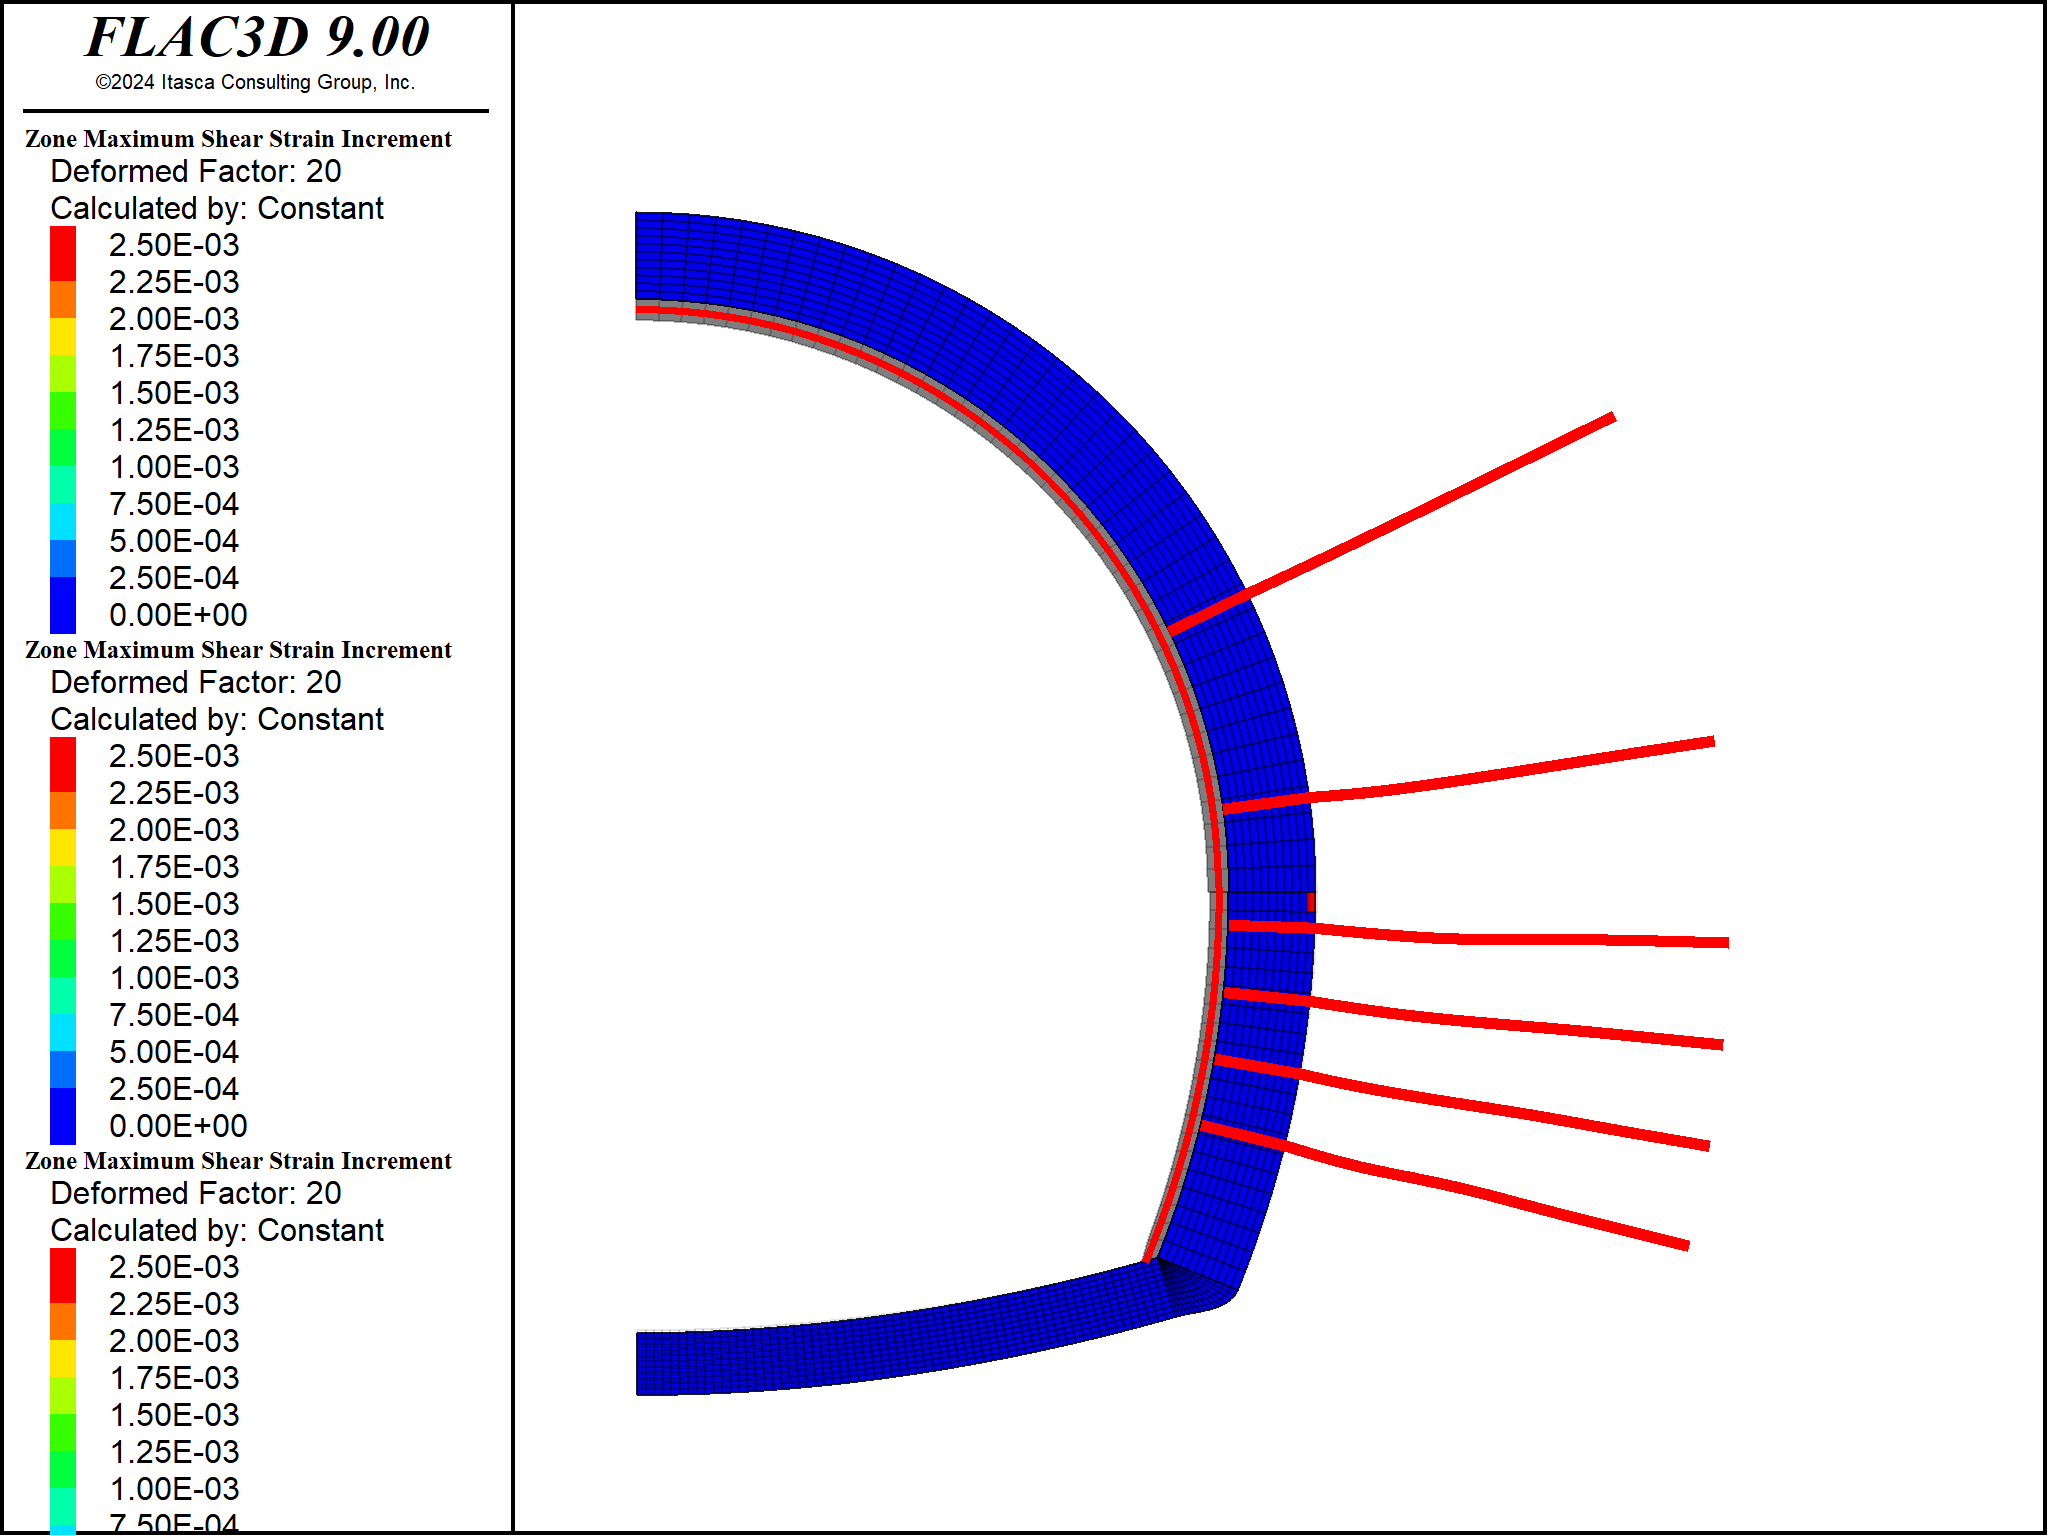 FLAC3D 9.00
©2024 Itasca Consulting Group, Inc.
Zone Maximum Shear Strain Increment
Deformed Factor: 20
Calculated by: Constant
2.50E-03
2.25E-03
2.00E-03
1.75E-03
1.50E-03
1.25E-03
1.00E-03
7.50E-04
5.00E-04
2.50E-04
0.00E+00
Zone Maximum Shear Strain Increment
Deformed Factor: 20
Calculated by: Constant
2.50E-03
2.25E-03
2.00E-03
1.75E-03
1.50E-03
1.25E-03
1.00E-03
7.50E-04
5.00E-04
2.50E-04
0.00E+00
Zone Maximum Shear Strain Increment
Deformed Factor: 20
Calculated by: Constant
2.50E-03
2.25E-03
2.00E-03
1.75E-03
1.50E-03
1.25E-03
1.00E-03
7.50E-04